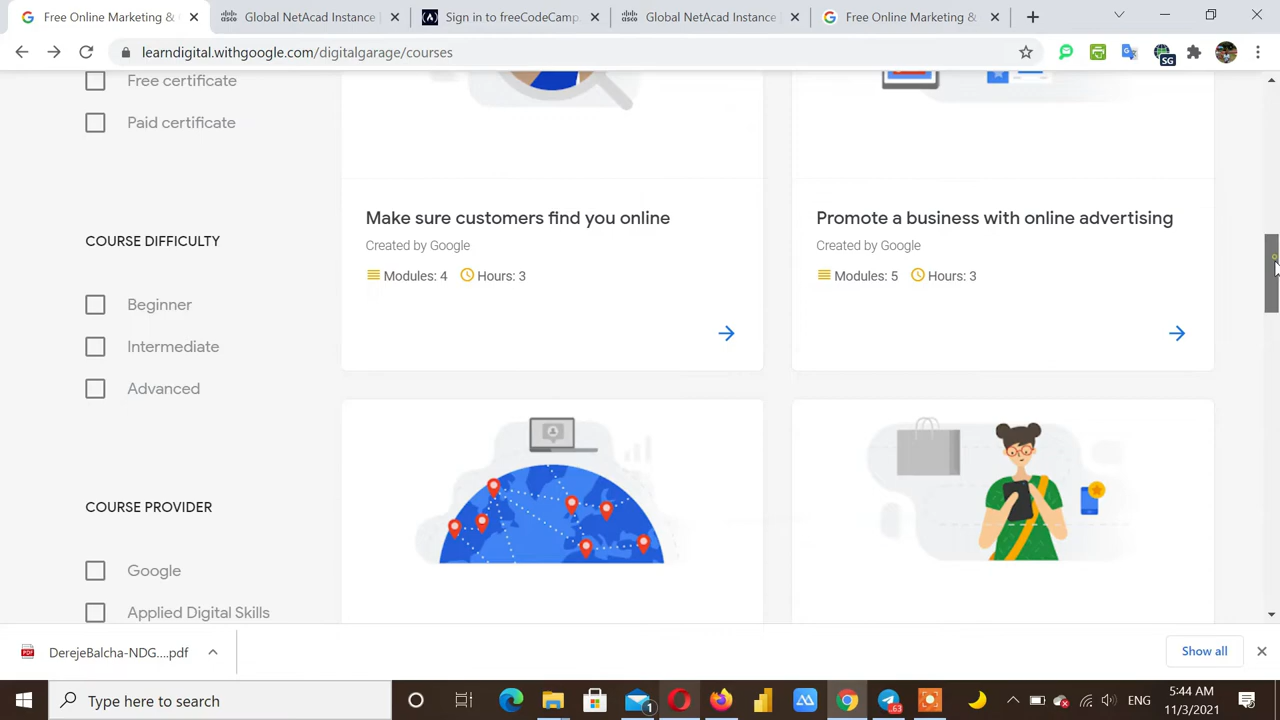 Free Online Marketing &
Global NetAcad Instance
Sign in to freeCodeCamp.
Global NetAcad Instance
Free Online Marketing &
learndigital.withgoogle.com/digitalgarage/courses
SG
Free certificate
Paid certificate
COURSE DIFFICULTY
Beginner
Intermediate
Advanced
COURSE PROVIDER
Google
Applied Digital Skills
Make sure customers find you online
Created by Google
Modules: 4 Hours: 3
Promote a business with online advertising
Created by Google
Modules: 5 Hours: 3
DerejeBalcha-NDG....pdf
Show all
Type here to search
1
63
ENG
5:44 AM
11/3/2021